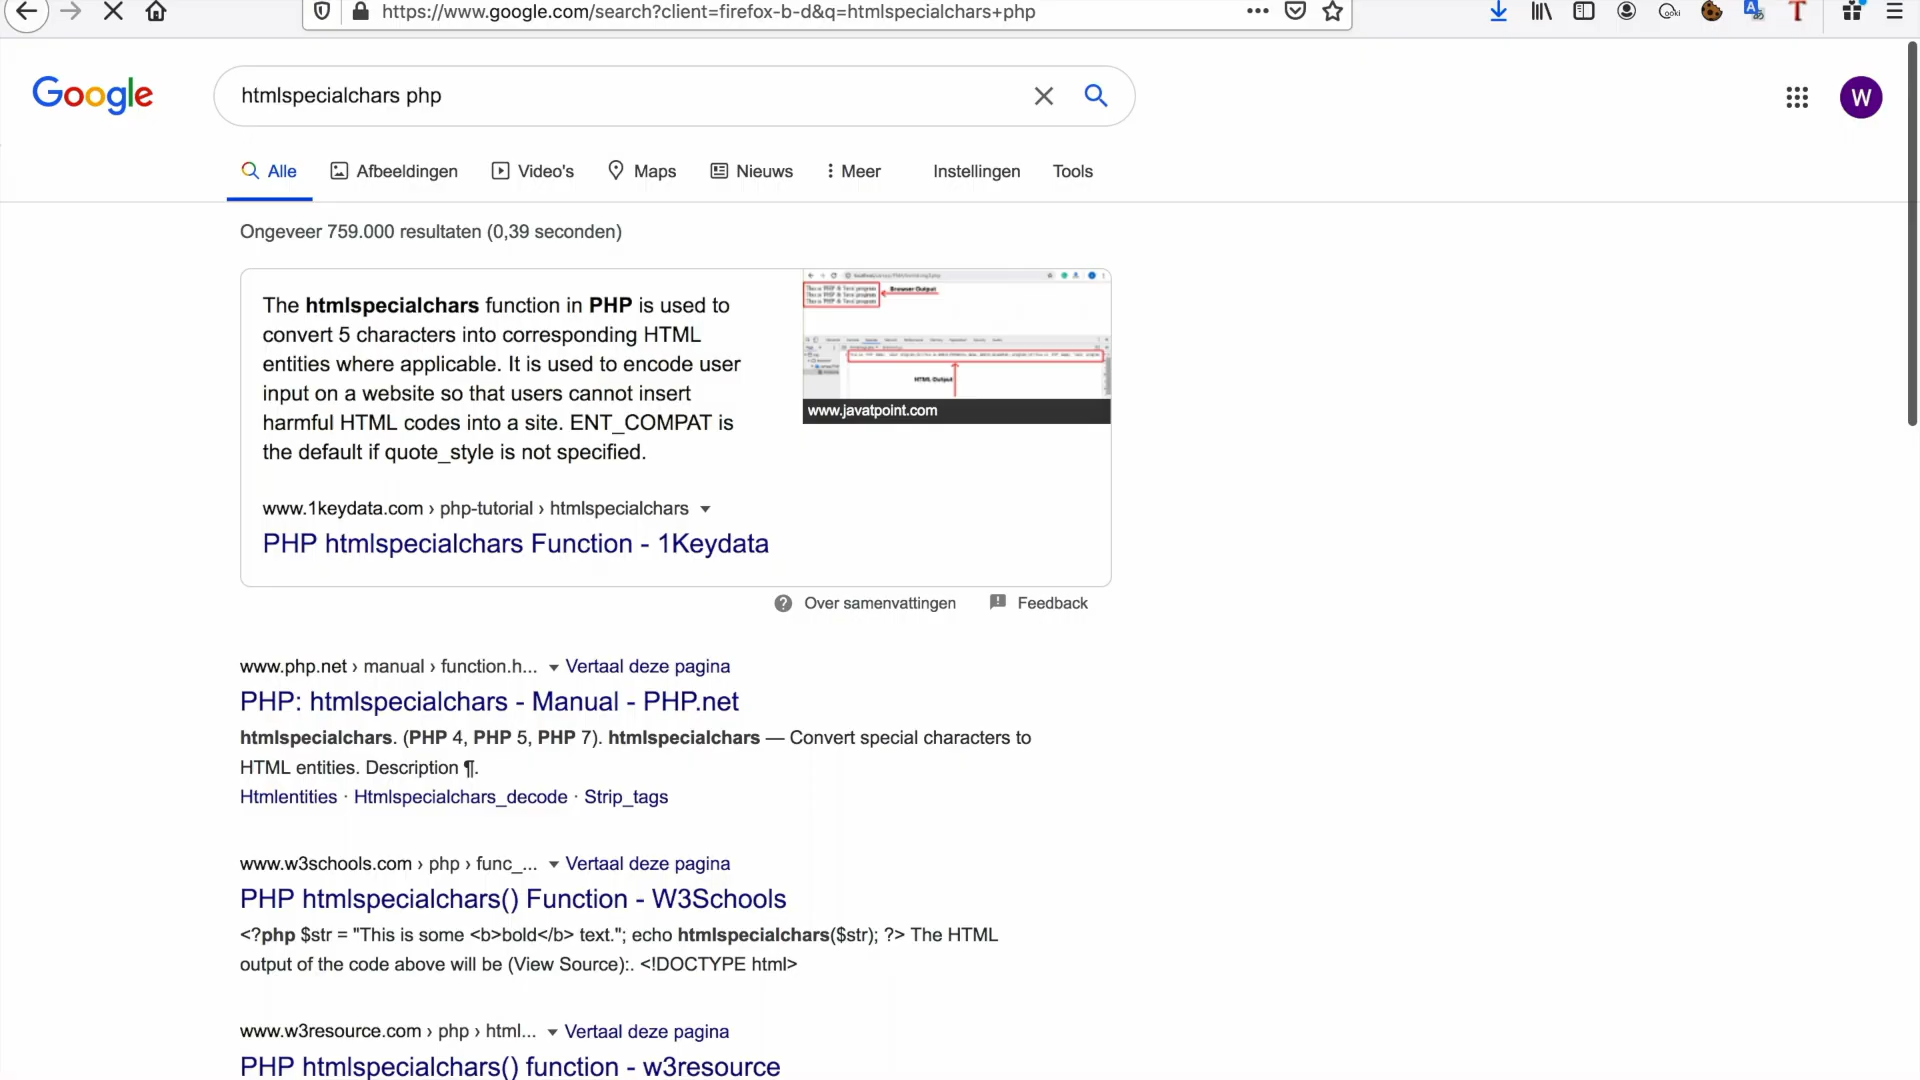 https://www.google.com/search?client=firefox-b-d&q=htmlspecialchars+php
Google
htmlspecialchars php
W
Alle Afbeeldingen Video's Maps Nieuws Meer Instellingen Tools
Ongeveer 759.000 resultaten (0,39 seconden)
The htmlspecialchars function in PHP is used to
convert 5 characters into corresponding HTML
entities where applicable. It is used to encode user
input on a website so that users cannot insert
harmful HTML codes into a site. ENT_COMPAT is
the default if quote_style is not specified.
Browser Output
HTML Output
www.javatpoint.com
www.1keydata.com › php-tutorial › htmlspecialchars
PHP htmlspecialchars Function - 1Keydata
Over samenvattingen Feedback
www.php.net › manual › function.h... Vertaal deze pagina
PHP: htmlspecialchars - Manual - PHP.net
htmlspecialchars. (PHP 4, PHP 5, PHP 7). htmlspecialchars — Convert special characters to
HTML entities. Description ¶.
Htmlentities · Htmlspecialchars_decode · Strip_tags
www.w3schools.com › php › func_... Vertaal deze pagina
PHP htmlspecialchars() Function - W3Schools
<?php $str = "This is some <b>bold</b> text."; echo htmlspecialchars($str); ?> The HTML
output of the code above will be (View Source):. <!DOCTYPE html>
www.w3resource.com › php › html... Vertaal deze pagina
PHP htmlspecialchars() function - w3resource